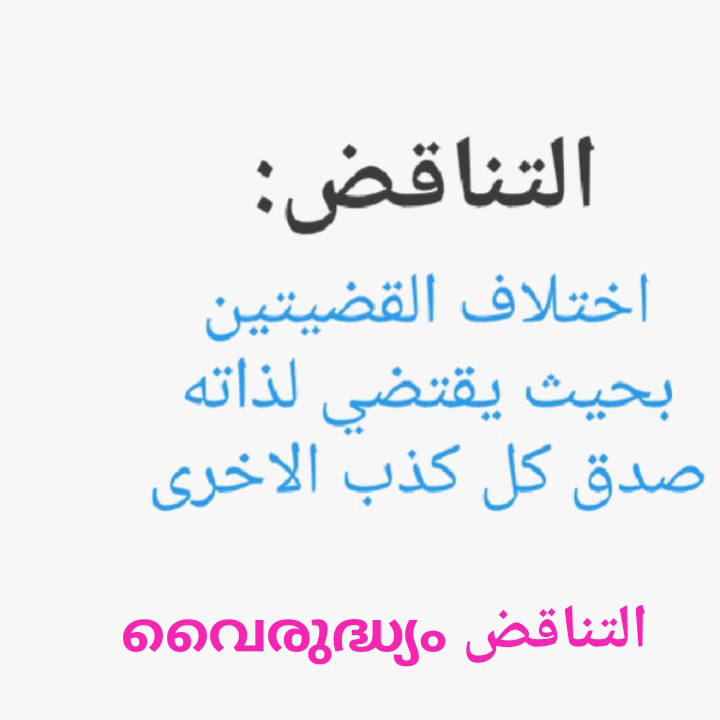 التناقض:
اختلاف القضيتين
بحيث يقتضي لذاته
صدق كل كذب الاخرى
التناقض വൈരുദ്ധ്യം